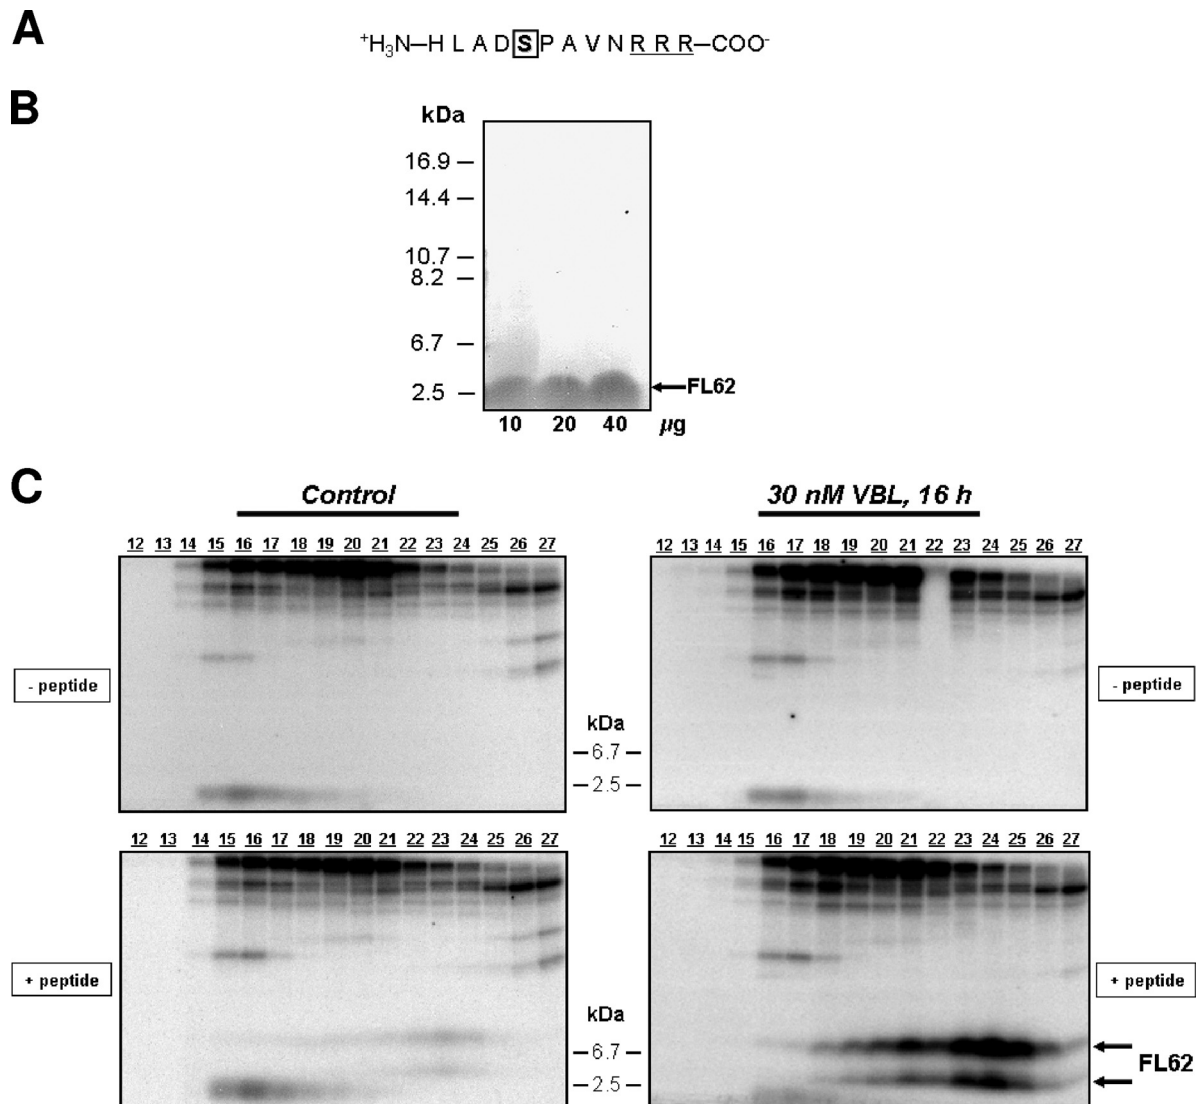 A
⁺H₃N–H L A D S P A V N R R R–COO⁻
B
kDa
16.9 –
14.4 –
10.7 –
8.2 –
6.7 –
2.5 –
FL62
10 20 40 µg
C
Control
30 nM VBL, 16 h
12 13 14 15 16 17 18 19 20 21 22 23 24 25 26 27
12 13 14 15 16 17 18 19 20 21 22 23 24 25 26 27
- peptide
- peptide
kDa
– 6.7 –
– 2.5 –
12 13 14 15 16 17 18 19 20 21 22 23 24 25 26 27
12 13 14 15 16 17 18 19 20 21 22 23 24 25 26 27
+ peptide
+ peptide
kDa
– 6.7 –
– 2.5 –
FL62